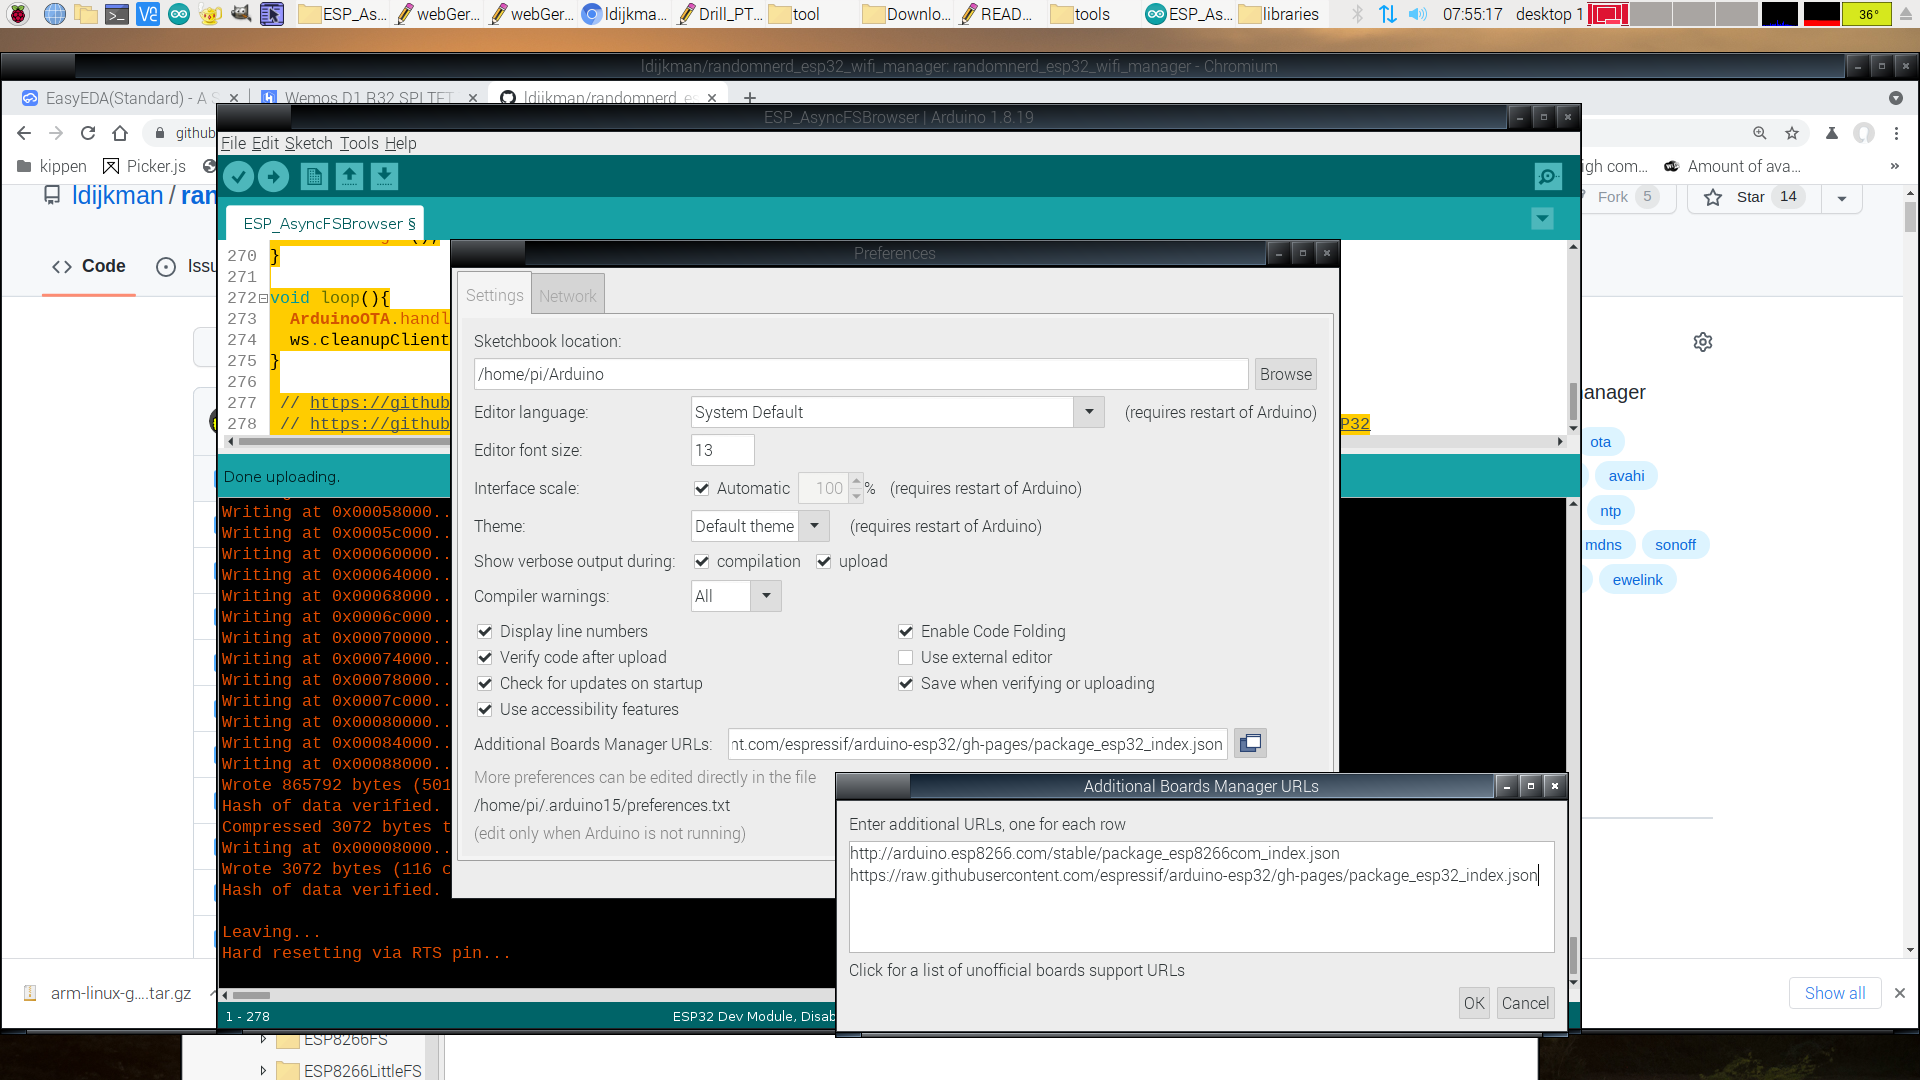 ESP_As...
webGer...
webGer...
ldijkma...
Drill_PT...
tool
Downlo...
READ...
tools
ESP_As...
libraries
07:55:17
desktop 1
36°
ldijkman/randomnerd_esp32_wifi_manager: randomnerd_esp32_wifi_manager - Chromium
EasyEDA(Standard) - A S
Wemos D1 R32 SPI TFT
ldijkman/randomnerd_es
github
kippen
Picker.js
igh com...
Amount of ava...
»
ldijkman / ran
Fork 5
Star 14
Code
Issu
anager
ota
avahi
ntp
mdns
sonoff
ewelink
ESP_AsyncFSBrowser | Arduino 1.8.19
File Edit Sketch Tools Help
ESP_AsyncFSBrowser §
270 }
271
272 void loop(){
273 ArduinoOTA.handl
274 ws.cleanupClient
275 }
276
277 // https://github
278 // https://github
P32
Done uploading.
Writing at 0x00058000..
Writing at 0x0005c000..
Writing at 0x00060000..
Writing at 0x00064000..
Writing at 0x00068000..
Writing at 0x0006c000..
Writing at 0x00070000..
Writing at 0x00074000..
Writing at 0x00078000..
Writing at 0x0007c000..
Writing at 0x00080000..
Writing at 0x00084000..
Writing at 0x00088000..
Wrote 865792 bytes (501
Hash of data verified.
Compressed 3072 bytes t
Writing at 0x00008000..
Wrote 3072 bytes (116 c
Hash of data verified.
Leaving...
Hard resetting via RTS pin...
1 - 278
ESP32 Dev Module, Disab
Preferences
Settings
Network
Sketchbook location:
/home/pi/Arduino
Browse
Editor language:
System Default
(requires restart of Arduino)
Editor font size:
13
Interface scale:
Automatic
100 %
(requires restart of Arduino)
Theme:
Default theme
(requires restart of Arduino)
Show verbose output during:
compilation
upload
Compiler warnings:
All
Display line numbers
Enable Code Folding
Verify code after upload
Use external editor
Check for updates on startup
Save when verifying or uploading
Use accessibility features
Additional Boards Manager URLs:
nt.com/espressif/arduino-esp32/gh-pages/package_esp32_index.json
More preferences can be edited directly in the file
/home/pi/.arduino15/preferences.txt
(edit only when Arduino is not running)
Additional Boards Manager URLs
Enter additional URLs, one for each row
http://arduino.esp8266.com/stable/package_esp8266com_index.json
https://raw.githubusercontent.com/espressif/arduino-esp32/gh-pages/package_esp32_index.json
Click for a list of unofficial boards support URLs
OK
Cancel
arm-linux-g....tar.gz
Show all
ESP8266FS
ESP8266LittleFS